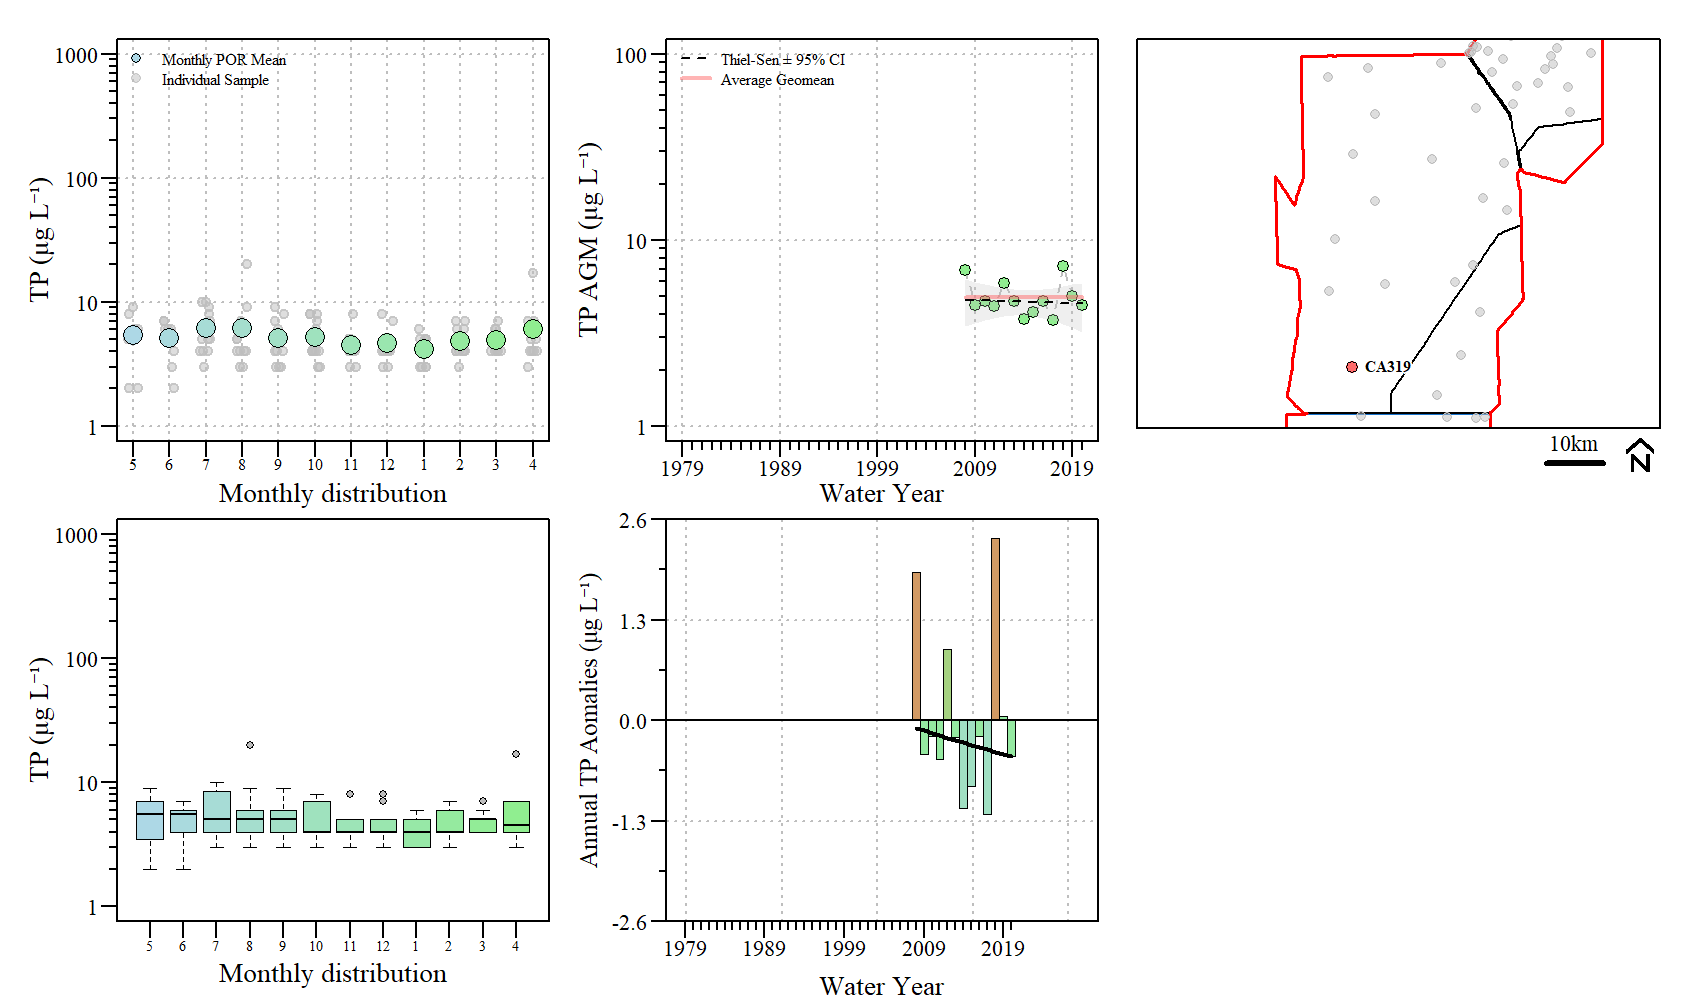 1000
100
10
1
TP (µg L⁻¹)
Monthly POR Mean
Individual Sample
5 6 7 8 9 10 11 12 1 2 3 4
Monthly distribution
100
10
1
TP AGM (µg L⁻¹)
Thiel-Sen ± 95% CI
Average Geomean
1979 1989 1999 2009 2019
Water Year
CA319
10km
N
1000
100
10
1
TP (µg L⁻¹)
5 6 7 8 9 10 11 12 1 2 3 4
Monthly distribution
2.6
1.3
0.0
-1.3
-2.6
Annual TP Aomalies (µg L⁻¹)
1979 1989 1999 2009 2019
Water Year